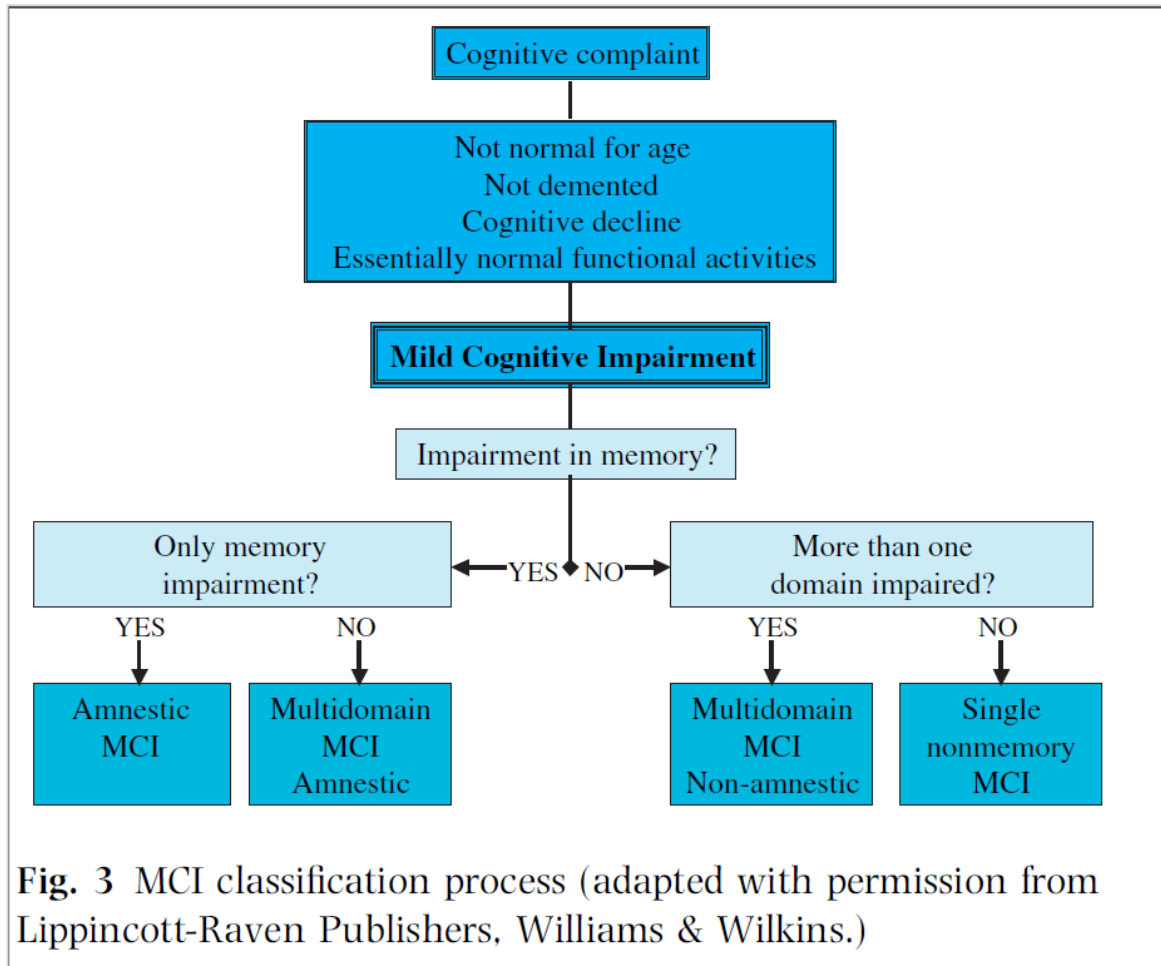 Cognitive complaint
Not normal for age
Not demented
Cognitive decline
Essentially normal functional activities
Mild Cognitive Impairment
Impairment in memory?
Only memory
impairment?
YES
NO
More than one
domain impaired?
YES
NO
YES
NO
Amnestic
MCI
Multidomain
MCI
Amnestic
Multidomain
MCI
Non-amnestic
Single
nonmemory
MCI
Fig. 3 MCI classification process (adapted with permission from
Lippincott-Raven Publishers, Williams & Wilkins.)